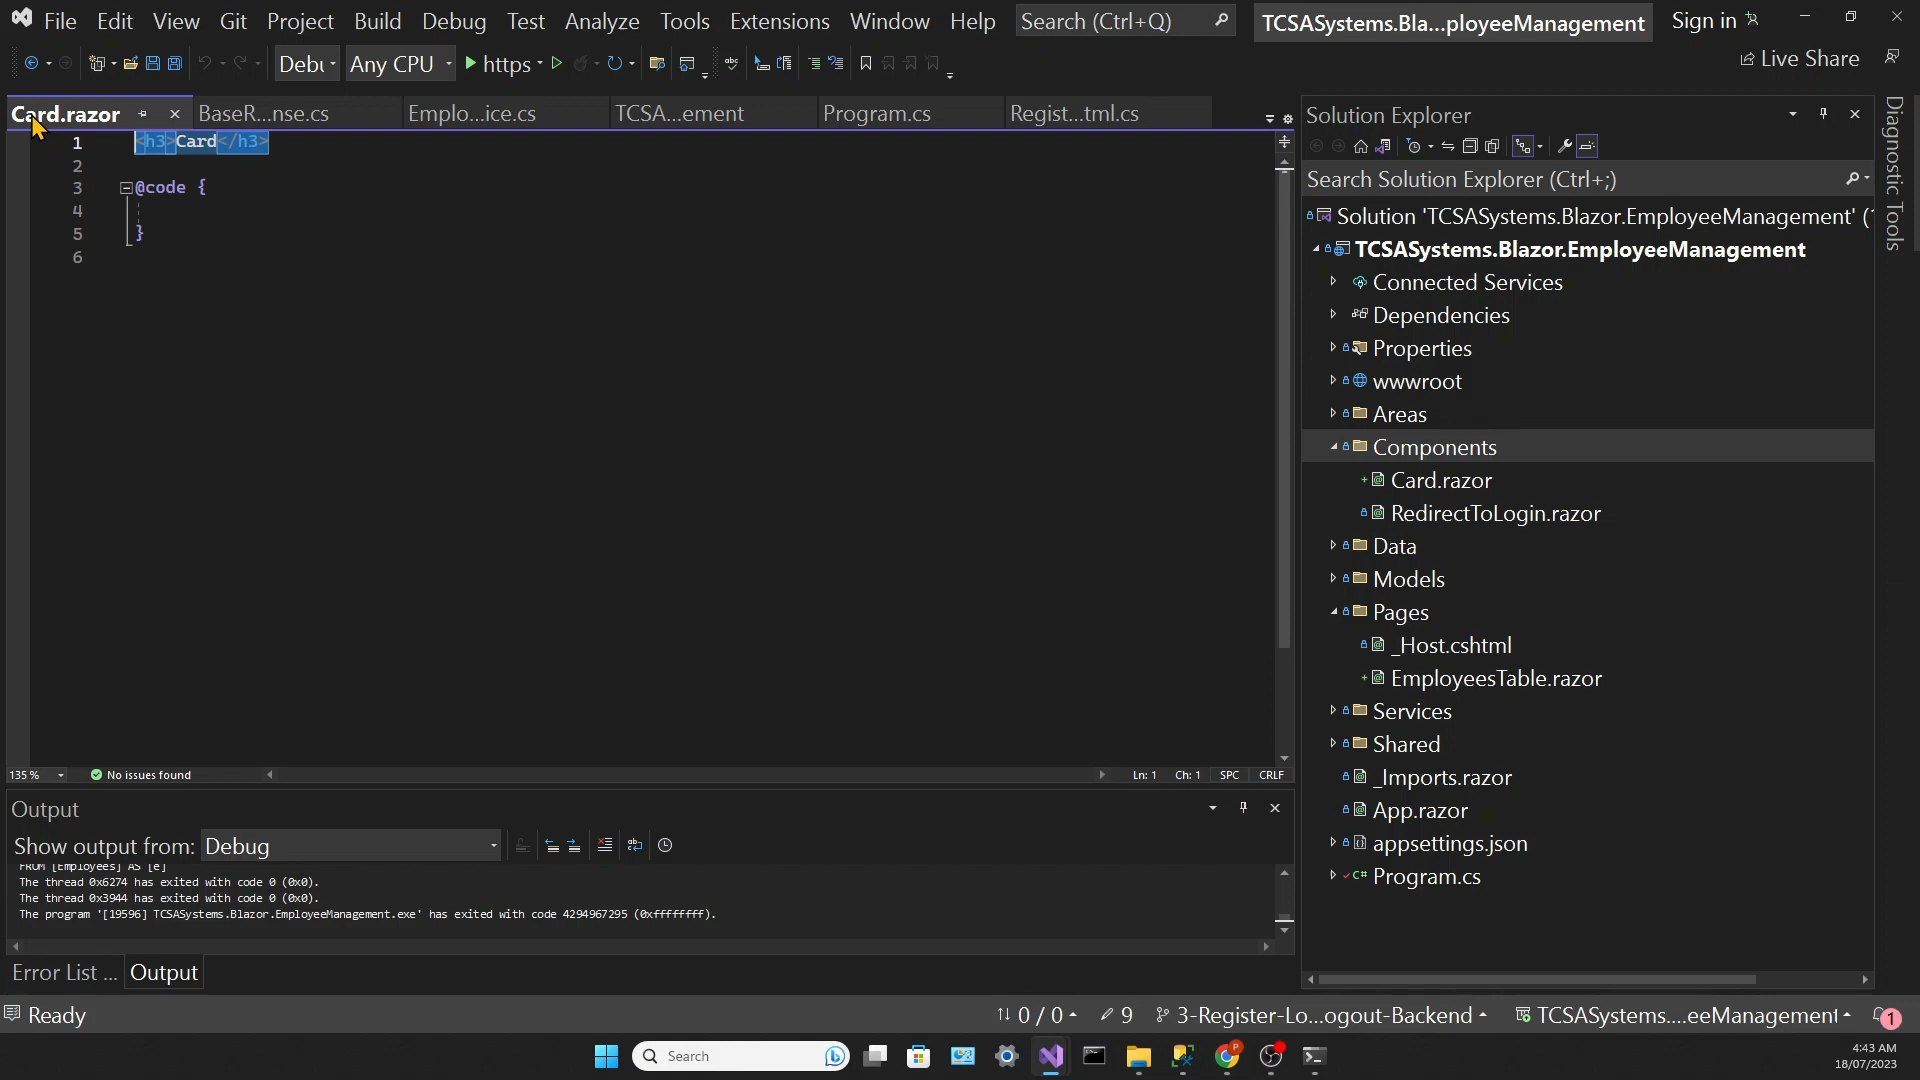 File Edit View Git Project Build Debug Test Analyze Tools Extensions Window Help Search (Ctrl+Q) TCSASystems.Bla...ployeeManagement Sign in
Debu Any CPU https Live Share
Card.razor BaseR...nse.cs Emplo...ice.cs TCSA...ement Program.cs Regist...tml.cs
1 <h3>Card</h3>
2
3 @code {
4
5 }
6
135 % No issues found Ln: 1 Ch: 1 SPC CRLF
Output
Show output from: Debug
FROM [Employees] AS [e]
The thread 0x6274 has exited with code 0 (0x0).
The thread 0x3944 has exited with code 0 (0x0).
The program '[19596] TCSASystems.Blazor.EmployeeManagement.exe' has exited with code 4294967295 (0xffffffff).
Error List ... Output
Solution Explorer
Search Solution Explorer (Ctrl+;)
Solution 'TCSASystems.Blazor.EmployeeManagement' (
TCSASystems.Blazor.EmployeeManagement
Connected Services
Dependencies
Properties
wwwroot
Areas
Components
Card.razor
RedirectToLogin.razor
Data
Models
Pages
_Host.cshtml
EmployeesTable.razor
Services
Shared
_Imports.razor
App.razor
appsettings.json
C# Program.cs
Diagnostic Tools
Ready 0 / 0 9 3-Register-Lo...ogout-Backend TCSASystems....eeManagement 1
Search
4:43 AM
18/07/2023